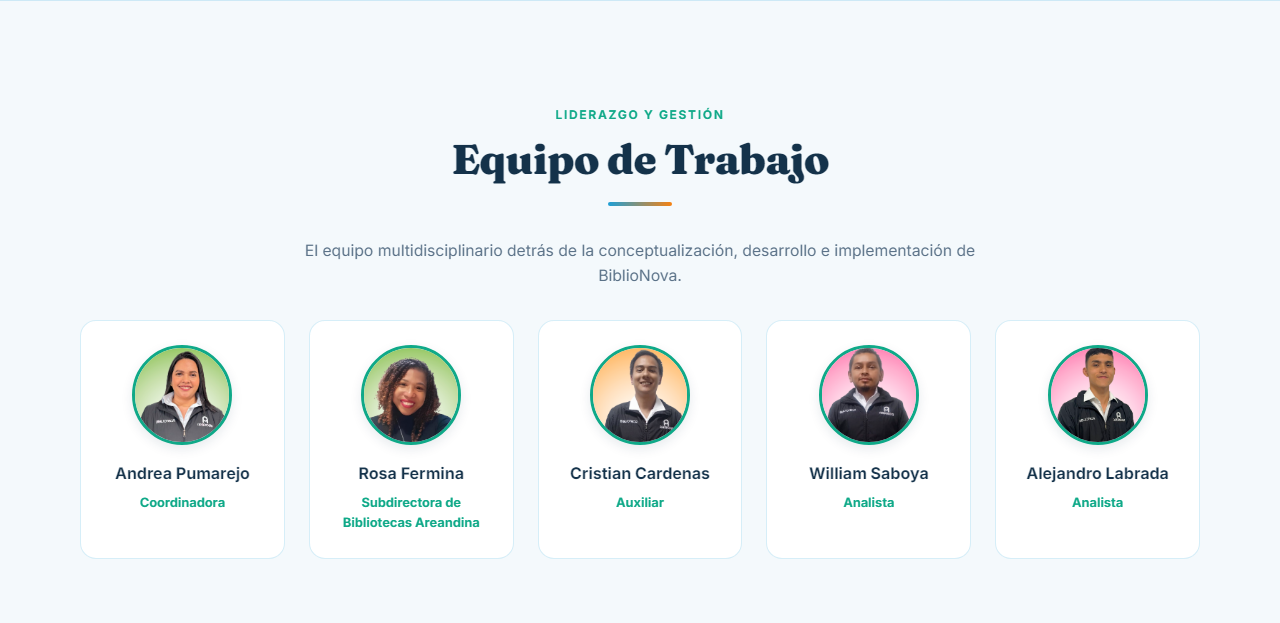 LIDERAZGO Y GESTIÓN
Equipo de Trabajo
El equipo multidisciplinario detrás de la conceptualización, desarrollo e implementación de
BiblioNova.
Andrea Pumarejo
Coordinadora
Rosa Fermina
Subdirectora de
Bibliotecas Areandina
Cristian Cardenas
Auxiliar
William Saboya
Analista
Alejandro Labrada
Analista